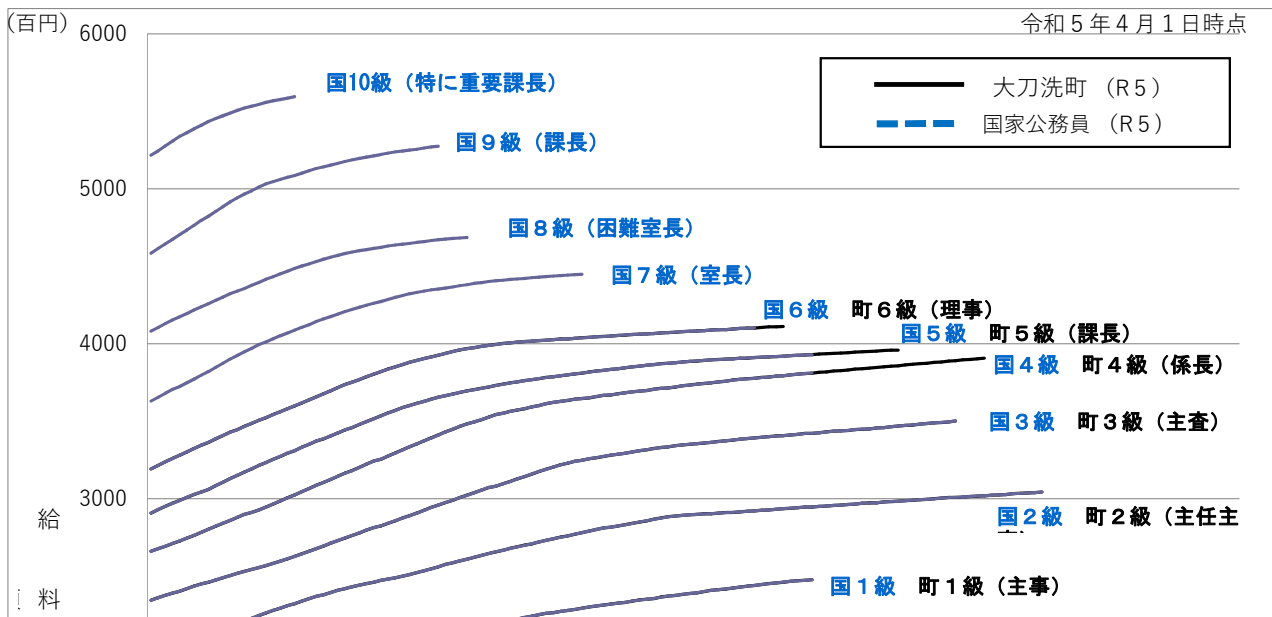 (百円)
令和５年４月１日時点
6000
大刀洗町 (R５)
国家公務員 (R５)
国10級（特に重要課長）
国９級（課長）
5000
国８級（困難室長）
国７級（室長）
国６級　町６級（理事）
国５級　町５級（課長）
4000
国４級　町４級（係長）
国３級　町３級（主査）
3000
給
国２級　町２級（主任主
国１級　町１級（主事）
料